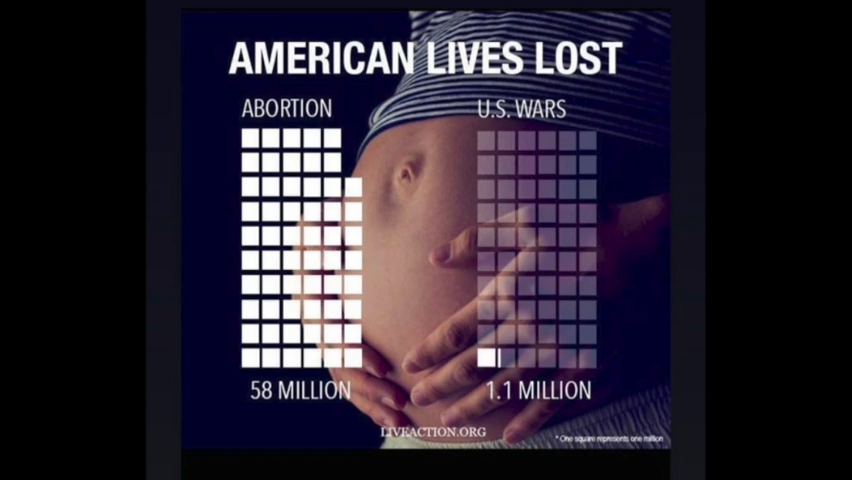 AMERICAN LIVES LOST
ABORTION
U.S. WARS
58 MILLION
1.1 MILLION
LIVEACTION.ORG
* One square represents one million